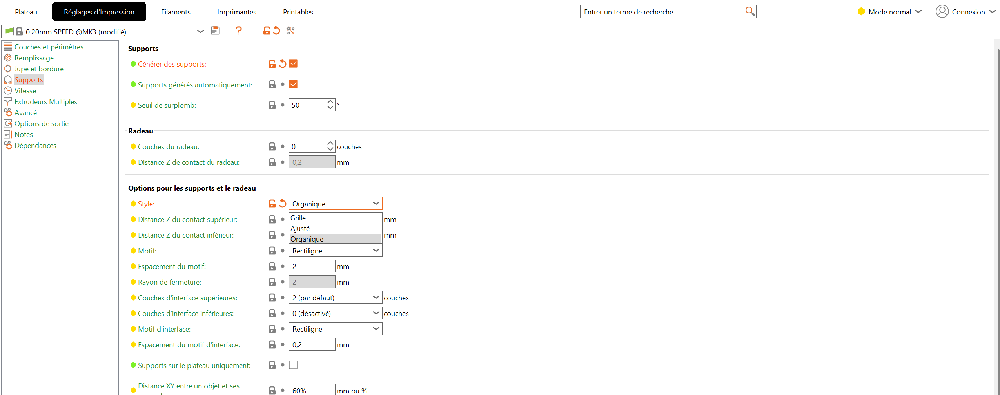 Plateau
Réglages d'Impression
Filaments
Imprimantes
Printables
Entrer un terme de recherche
Mode normal
Connexion
0.20mm SPEED @MK3 (modifié)
?
Couches et périmètres
Remplissage
Jupe et bordure
Supports
Vitesse
Extrudeurs Multiples
Avancé
Options de sortie
Notes
Dépendances
Supports
Générer des supports:
Supports générés automatiquement:
Seuil de surplomb: 50 °
Radeau
Couches du radeau: 0 couches
Distance Z de contact du radeau: 0,2 mm
Options pour les supports et le radeau
Style: Organique
Distance Z du contact supérieur: mm
Grille
Ajusté
Organique
Distance Z du contact inférieur: mm
Motif: Rectiligne
Espacement du motif: 2 mm
Rayon de fermeture: 2 mm
Couches d'interface supérieures: 2 (par défaut) couches
Couches d'interface inférieures: 0 (désactivé) couches
Motif d'interface: Rectiligne
Espacement du motif d'interface: 0,2 mm
Supports sur le plateau uniquement:
Distance XY entre un objet et ses
60% mm ou %